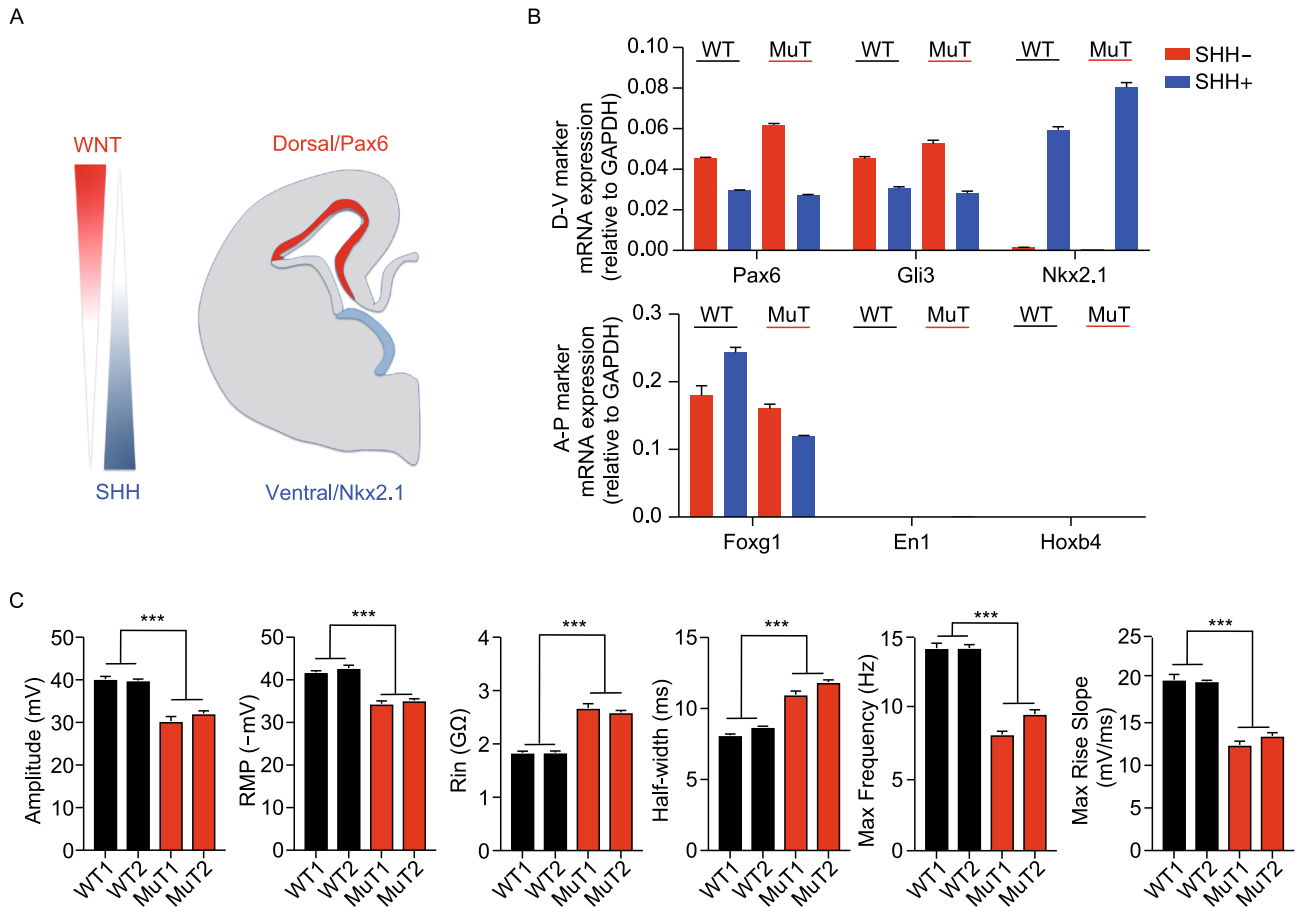 A
WNT
SHH
Dorsal/Pax6
Ventral/Nkx2.1
B
D-V marker
mRNA expression
(relative to GAPDH)
0.10
0.08
0.06
0.04
0.02
0.00
WT
MuT
WT
MuT
WT
MuT
SHH−
SHH+
Pax6
Gli3
Nkx2.1
A-P marker
mRNA expression
(relative to GAPDH)
0.3
0.2
0.1
0.0
WT
MuT
WT
MuT
WT
MuT
Foxg1
En1
Hoxb4
C
Amplitude (mV)
50
40
30
20
10
0
***
WT1
WT2
MuT1
MuT2
RMP (−mV)
50
40
30
20
10
0
***
WT1
WT2
MuT1
MuT2
Rin (GΩ)
4
3
2
1
0
***
WT1
WT2
MuT1
MuT2
Half-width (ms)
15
10
5
0
***
WT1
WT2
MuT1
MuT2
Max Frequency (Hz)
15
10
5
0
***
WT1
WT2
MuT1
MuT2
Max Rise Slope
(mV/ms)
25
20
15
10
5
0
***
WT1
WT2
MuT1
MuT2